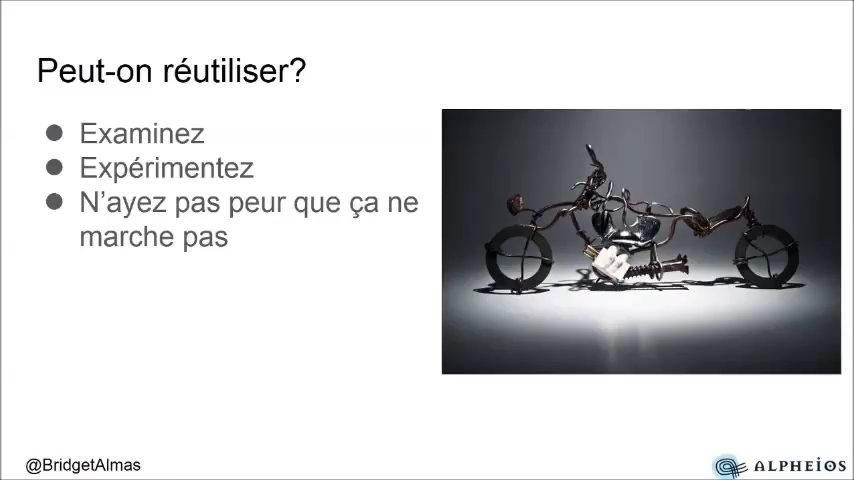 Peut-on réutiliser?
● Examinez
● Expérimentez
● N’ayez pas peur que ça ne
marche pas
@BridgetAlmas
ALPHEIOS